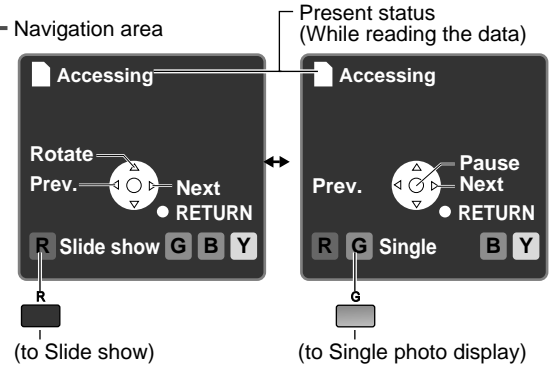 Navigation area
Present status
(While reading the data)
Accessing
Rotate
Prev.
Next
RETURN
R Slide show G B Y
R
(to Slide show)
Accessing
Pause
Prev.
Next
RETURN
R G Single B Y
G
(to Single photo display)